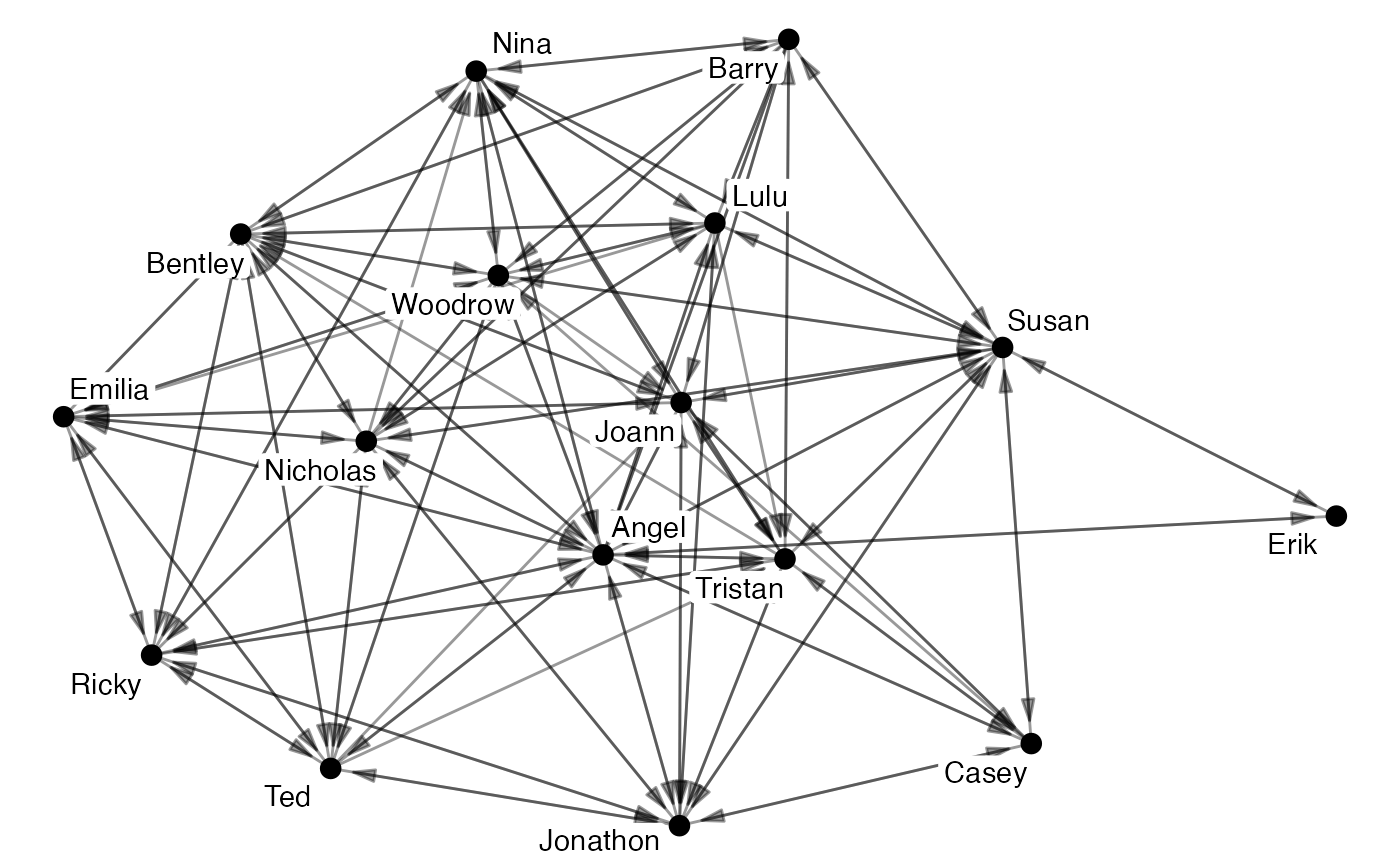 Nina
Barry
Lulu
Bentley
Woodrow
Susan
Emilia
Joann
Nicholas
Angel
Erik
Tristan
Ricky
Casey
Ted
Jonathon